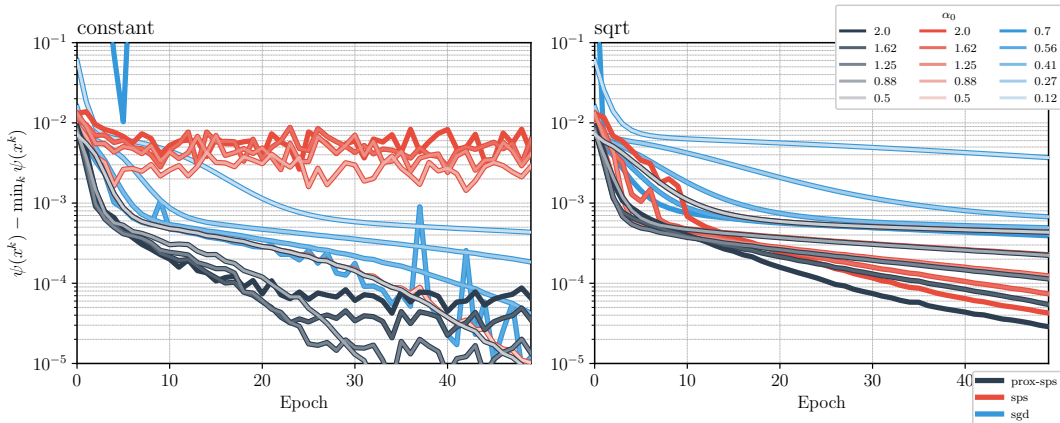 constant
sqrt
α₀
2.0 2.0 0.7
1.62 1.62 0.56
1.25 1.25 0.41
0.88 0.88 0.27
0.5 0.5 0.12
ψ(xᵏ) − minₖ ψ(xᵏ)
10⁻¹
10⁻²
10⁻³
10⁻⁴
10⁻⁵
0 10 20 30 40
Epoch
10⁻¹
10⁻²
10⁻³
10⁻⁴
10⁻⁵
0 10 20 30 40
Epoch
prox-sps
sps
sgd